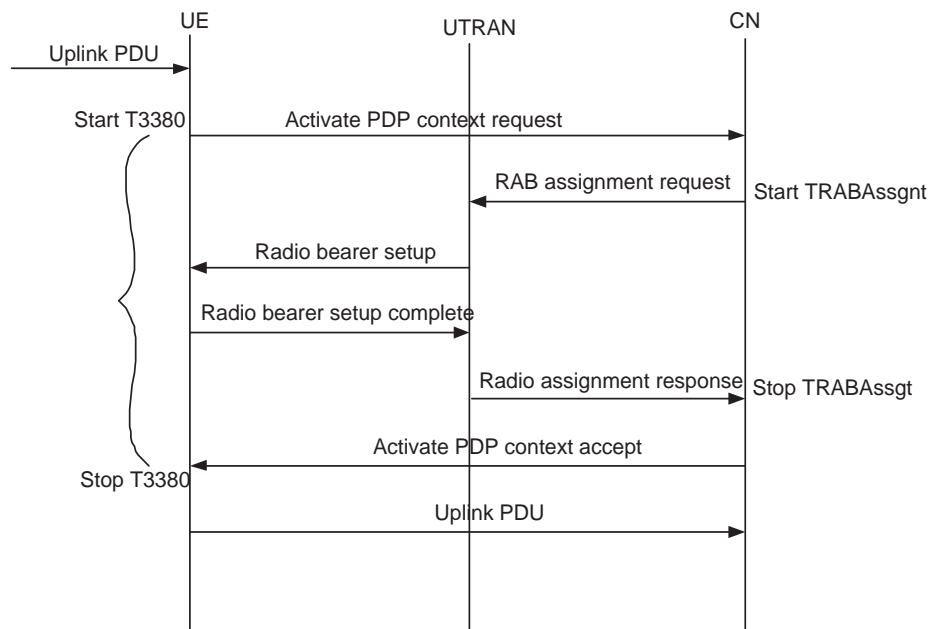 UE
UTRAN
CN
Uplink PDU
Start T3380
Activate PDP context request
RAB assignment request
Start TRABAssgnt
Radio bearer setup
Radio bearer setup complete
Radio assignment response
Stop TRABAssgt
Activate PDP context accept
Stop T3380
Uplink PDU